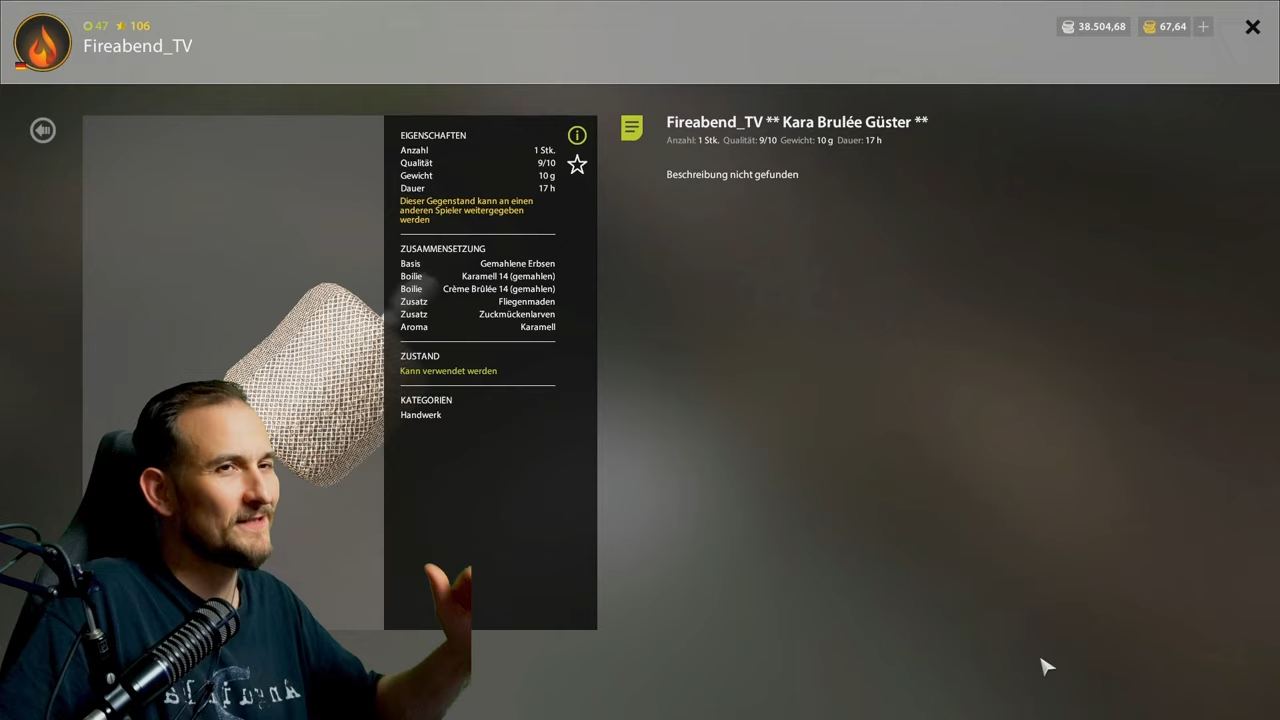 47 106
Fireabend_TV
38.504,68 67,64 +
EIGENSCHAFTEN
Anzahl 1 Stk.
Qualität 9/10
Gewicht 10 g
Dauer 17 h
Dieser Gegenstand kann an einen
anderen Spieler weitergegeben
werden
ZUSAMMENSETZUNG
Basis Gemahlene Erbsen
Boilie Karamell 14 (gemahlen)
Boilie Crème Brûlée 14 (gemahlen)
Zusatz Fliegenmaden
Zusatz Zuckmückenlarven
Aroma Karamell
ZUSTAND
Kann verwendet werden
KATEGORIEN
Handwerk
Fireabend_TV ** Kara Brulée Güster **
Anzahl: 1 Stk. Qualität: 9/10 Gewicht: 10 g Dauer: 17 h
Beschreibung nicht gefunden